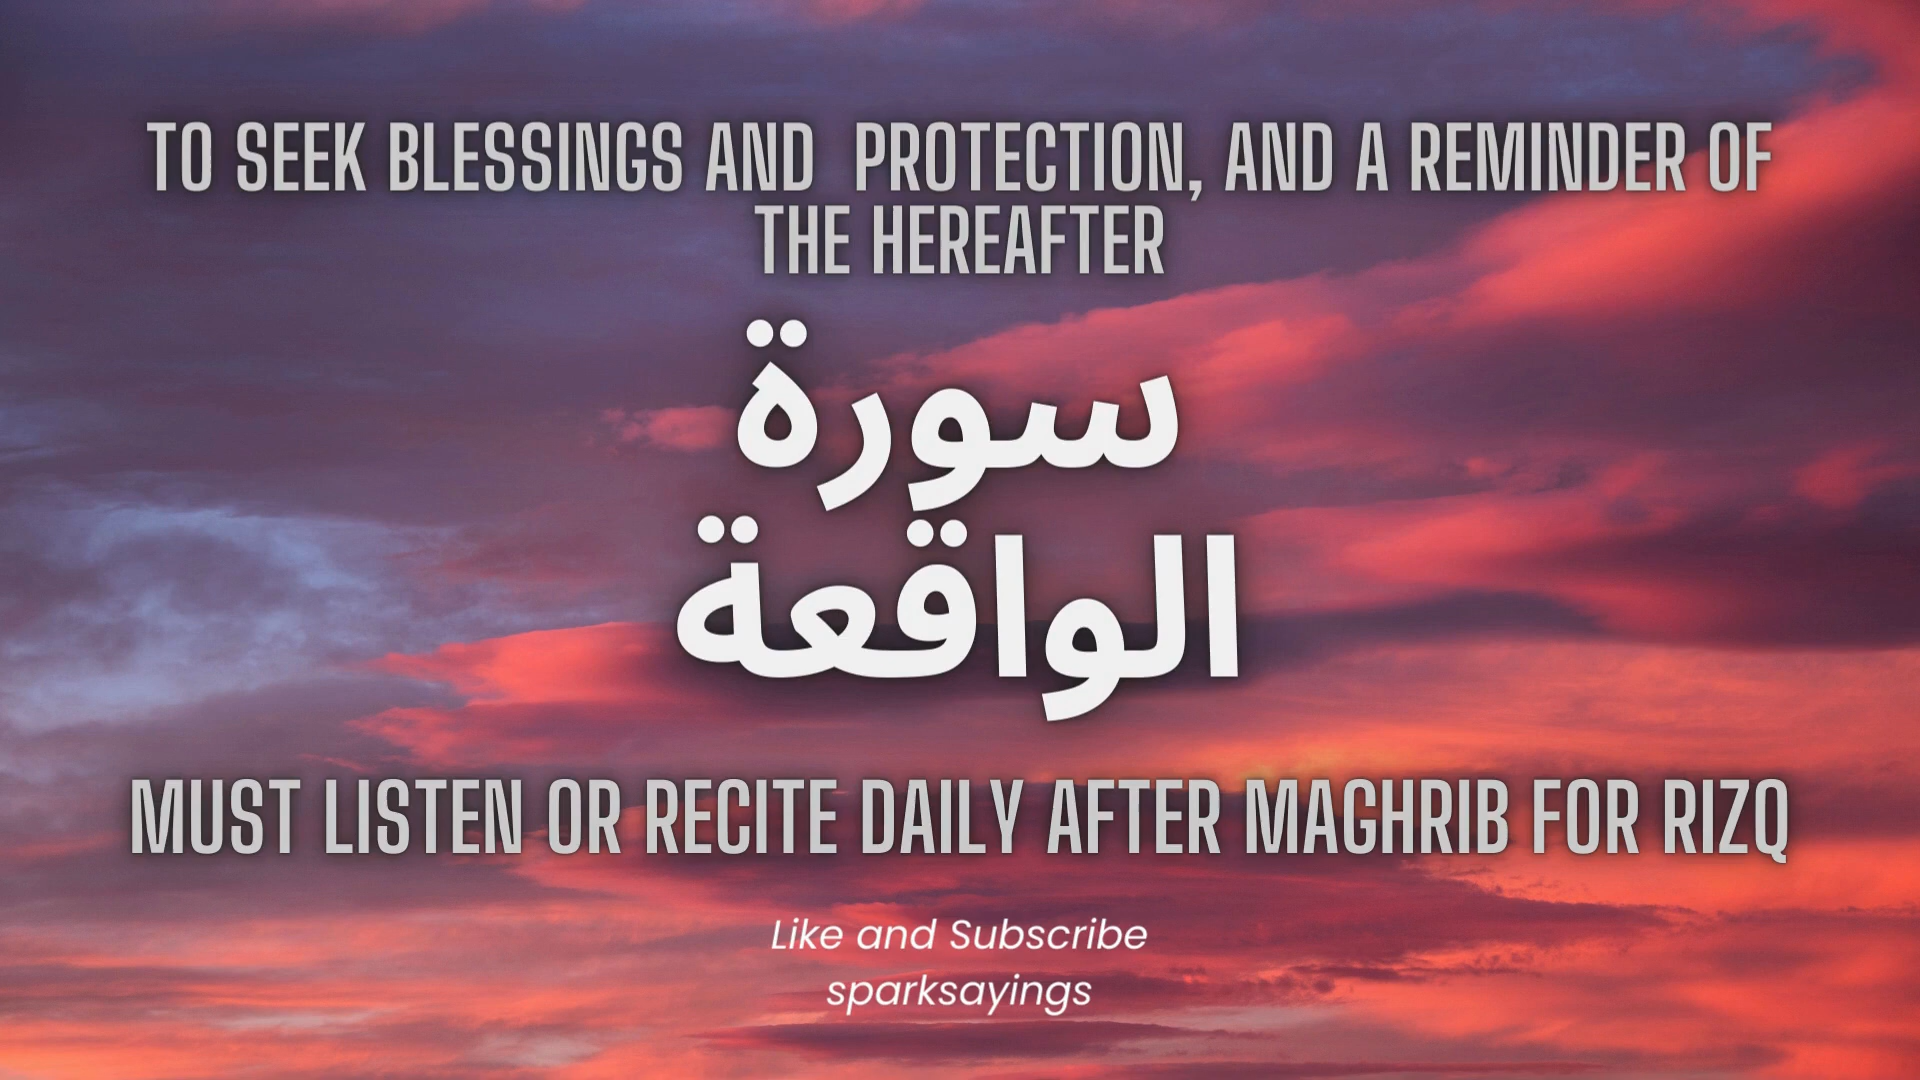 TO SEEK BLESSINGS AND PROTECTION, AND A REMINDER OF
THE HEREAFTER
سورة
الواقعة
MUST LISTEN OR RECITE DAILY AFTER MAGHRIB FOR RIZQ
Like and Subscribe
sparksayings